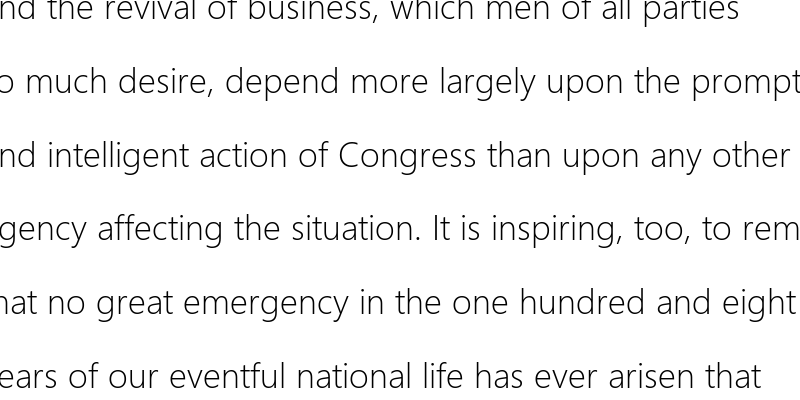 nd the revival of business, which men of all parties
o much desire, depend more largely upon the prompt
nd intelligent action of Congress than upon any other
gency affecting the situation. It is inspiring, too, to rem
hat no great emergency in the one hundred and eight
ears of our eventful national life has ever arisen that